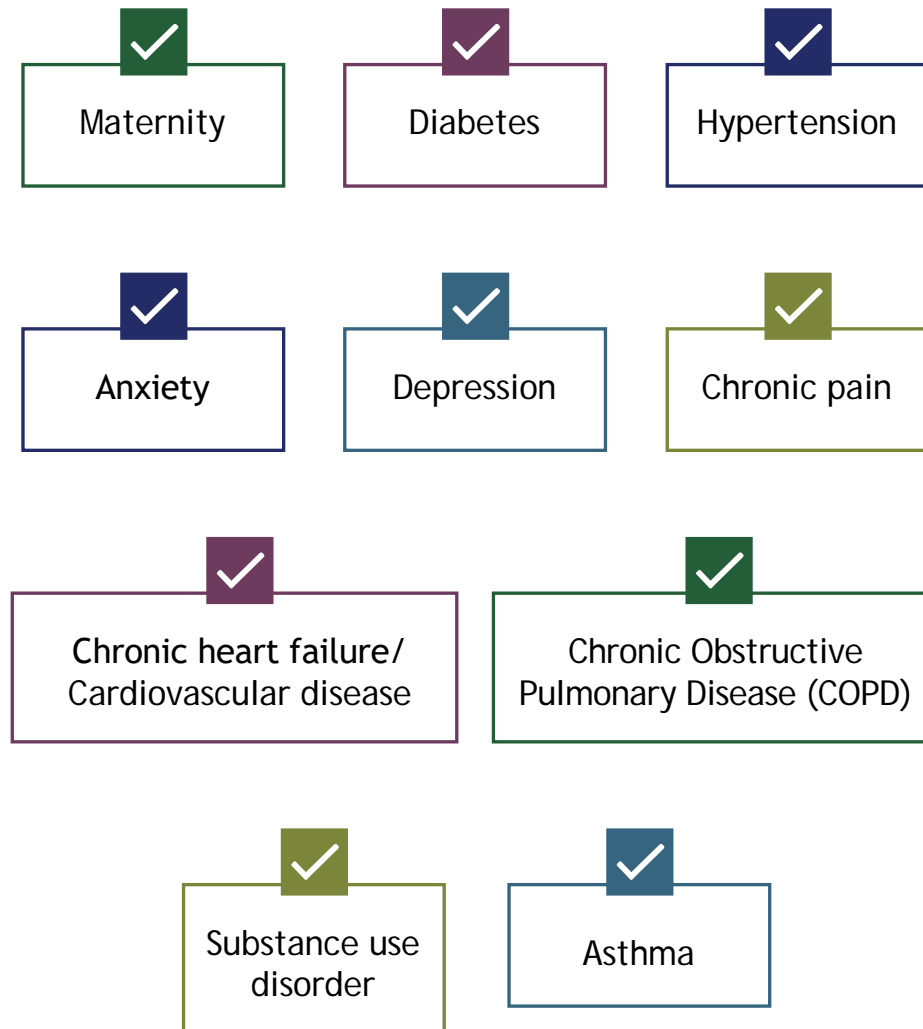 Maternity
Diabetes
Hypertension
Anxiety
Depression
Chronic pain
Chronic heart failure/
Cardiovascular disease
Chronic Obstructive
Pulmonary Disease (COPD)
Substance use
disorder
Asthma